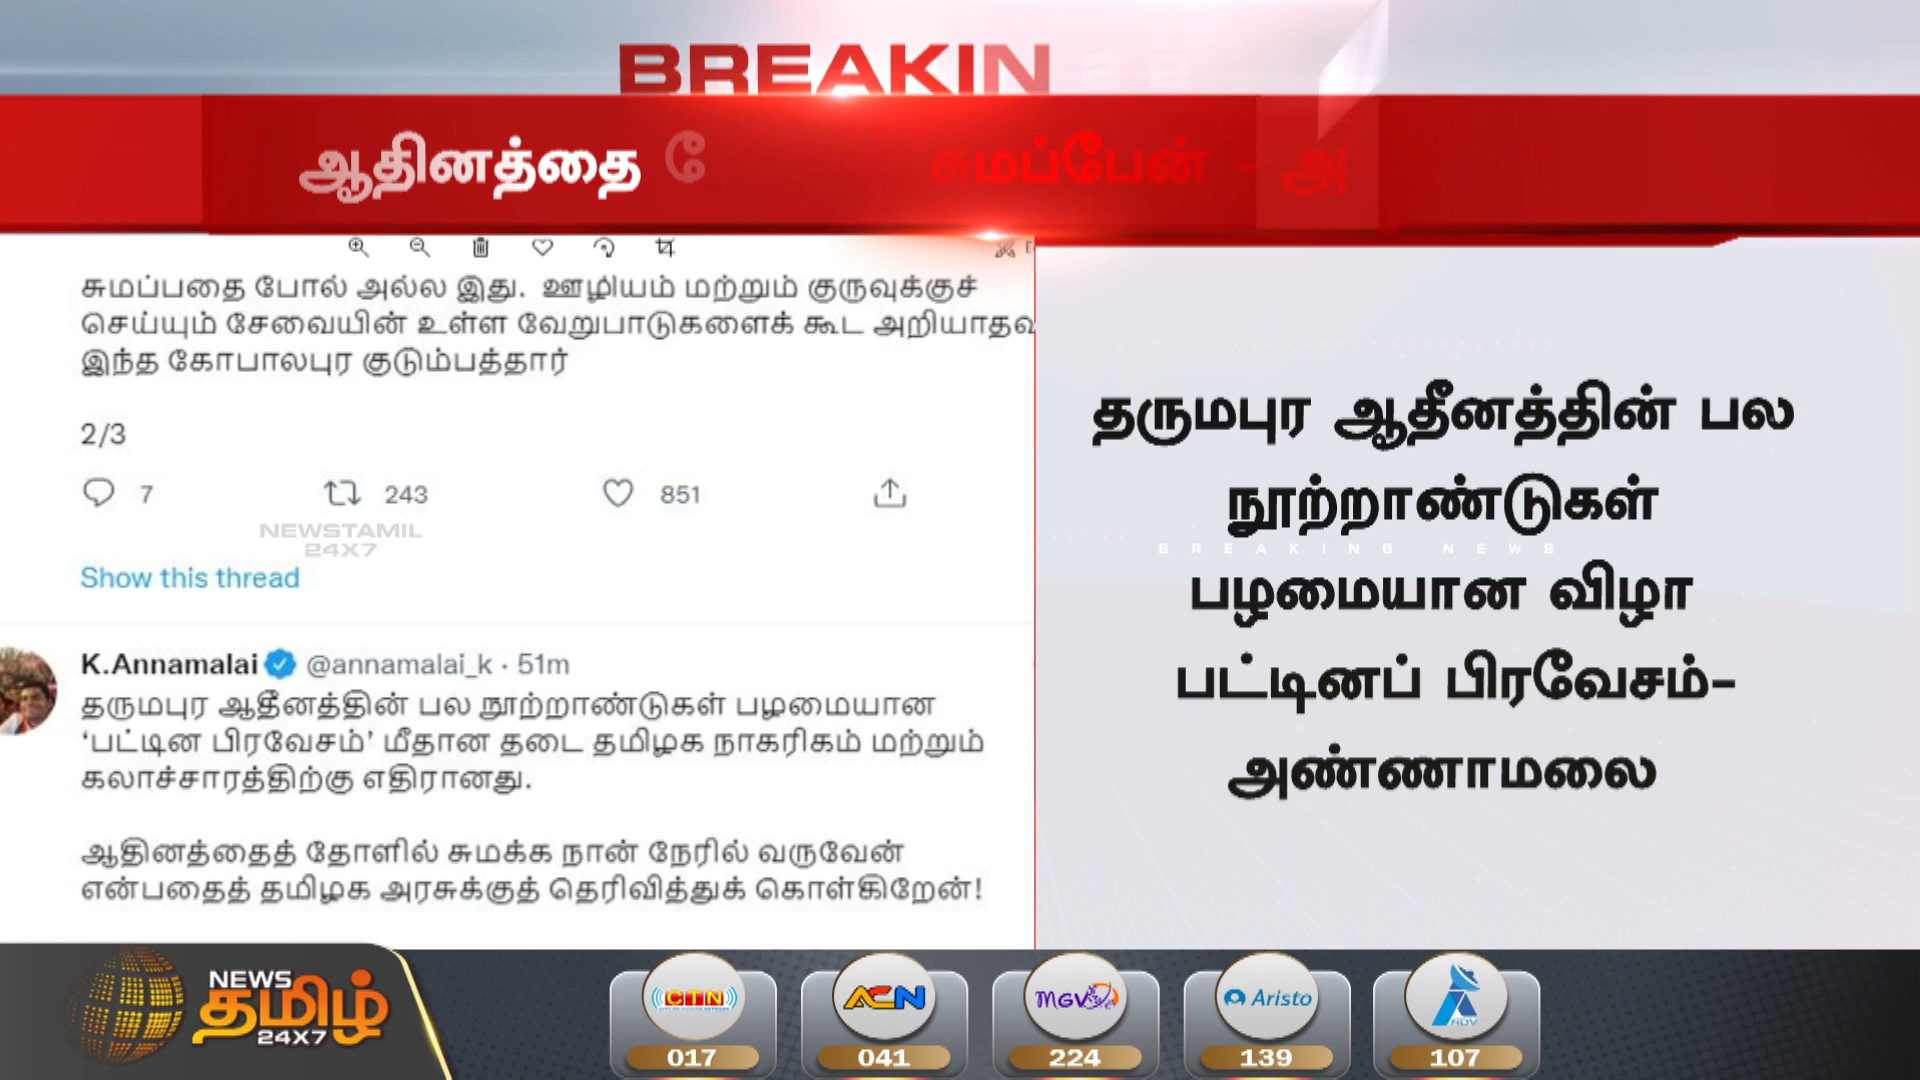 BREAKIN
ஆதினத்தை
சுமப்பேன் - அ
சுமப்பதை போல் அல்ல இது. ஊழியம் மற்றும் குருவுக்குச்
செய்யும் சேவையின் உள்ள வேறுபாடுகளைக் கூட
இந்த கோபாலபுர குடும்பத்தார்
2/3
7 243 851
NEWSTAMIL
24X7
Show this thread
K.Annamalai @annamalai_k · 51m
தருமபுர ஆதீனத்தின் பல நூற்றாண்டுகள் பழமையான
‘பட்டின பிரவேசம்’ மீதான தடை தமிழக நாகரிகம் மற்றும்
கலாச்சாரத்திற்கு எதிரானது.
ஆதினத்தைத் தோளில் சுமக்க நான் நேரில் வருவேன்
என்பதைத் தமிழக அரசுக்குத் தெரிவித்துக் கொள்கிறேன்!
தருமபுர ஆதீனத்தின் பல
நூற்றாண்டுகள்
BREAKING NEWS
பழமையான விழா
பட்டினப் பிரவேசம்-
அண்ணாமலை
NEWS
தமிழ்
24X7
CTN ACN MGV Aristo HDV
017 041 224 139 107